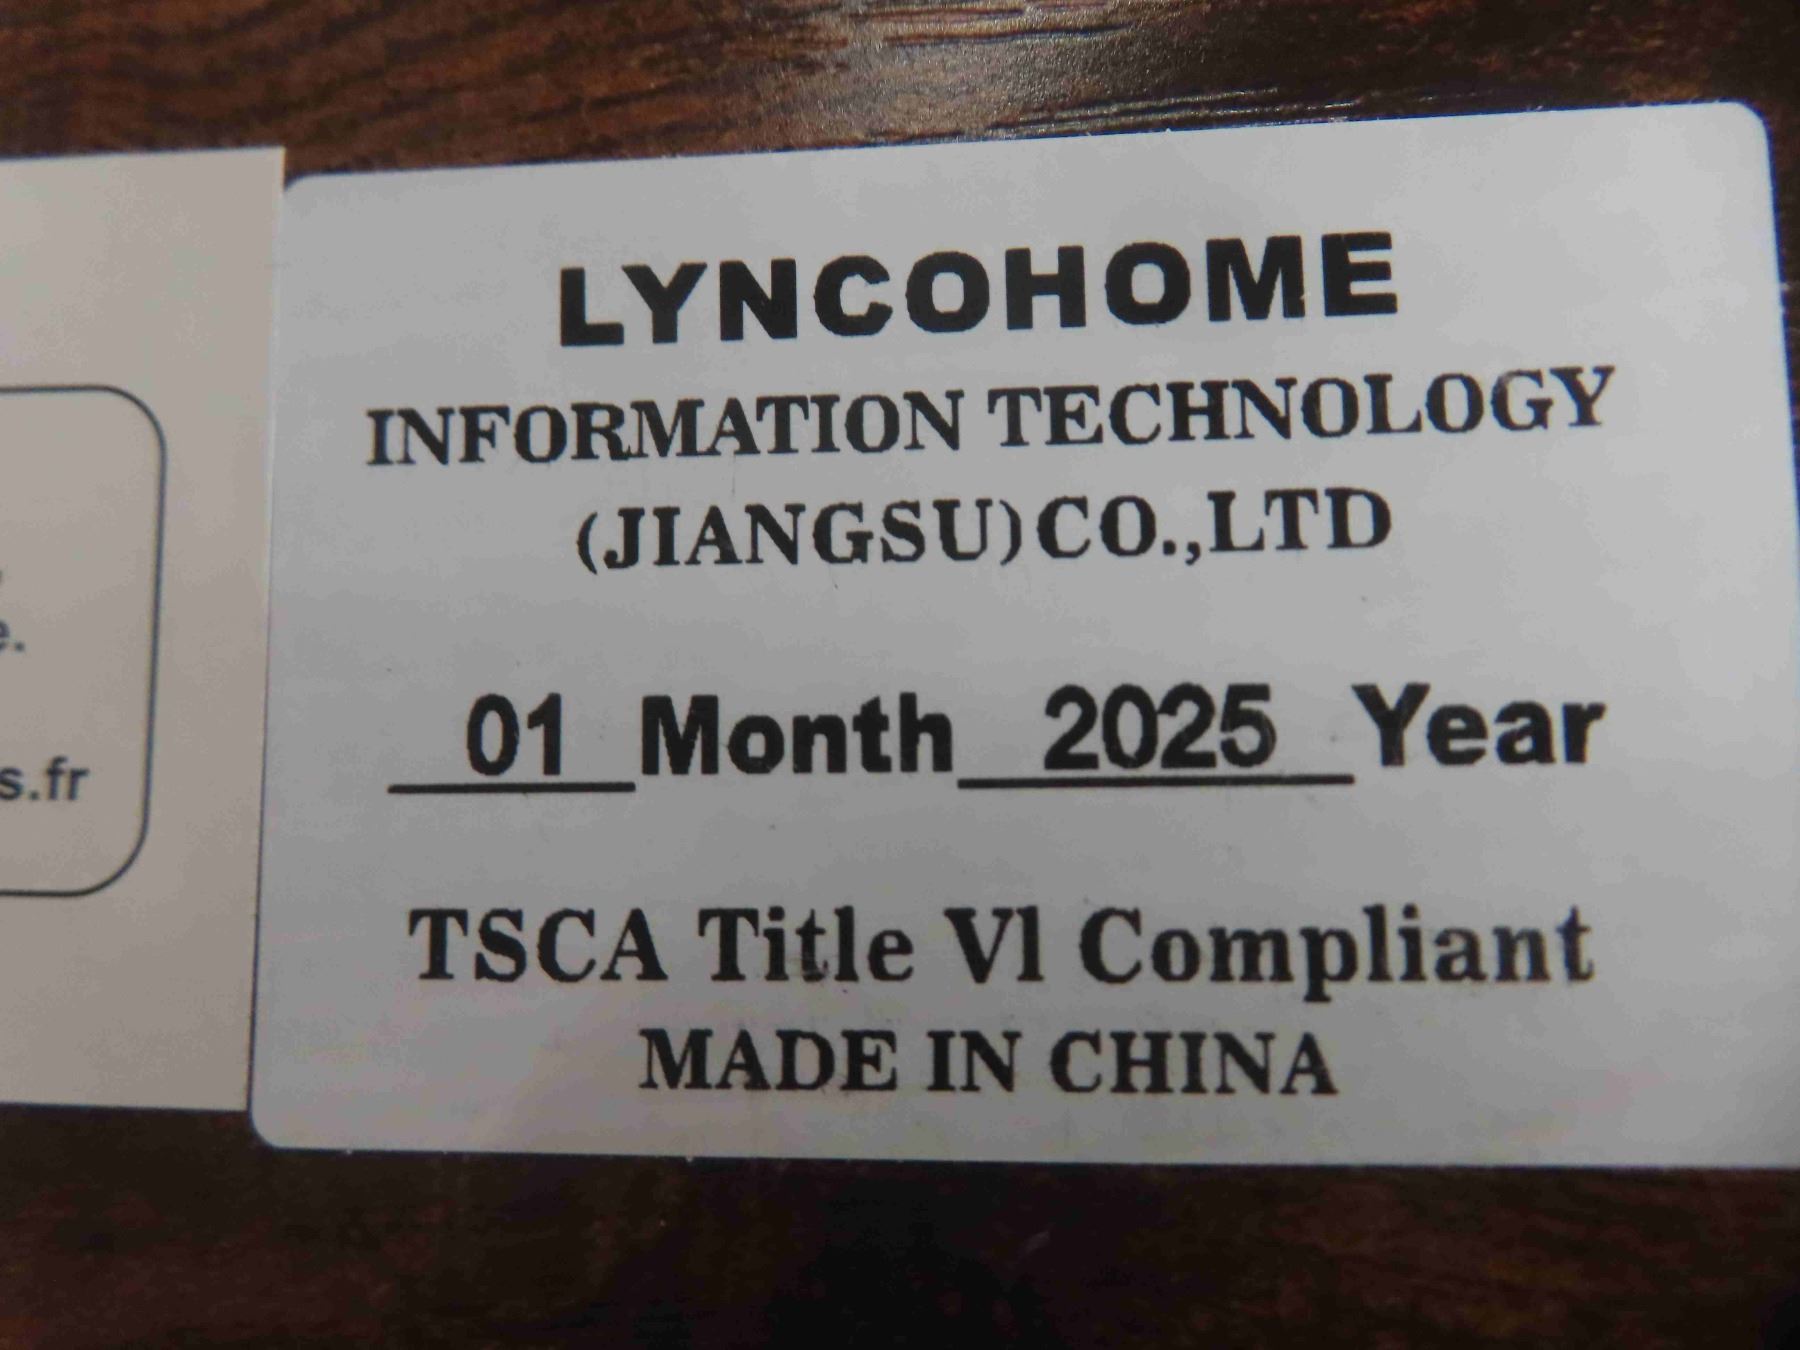 LYNCOHOME
INFORMATION TECHNOLOGY
(JIANGSU)CO.,LTD
01 Month 2025 Year
TSCA Title Vl Compliant
MADE IN CHINA
s.fr